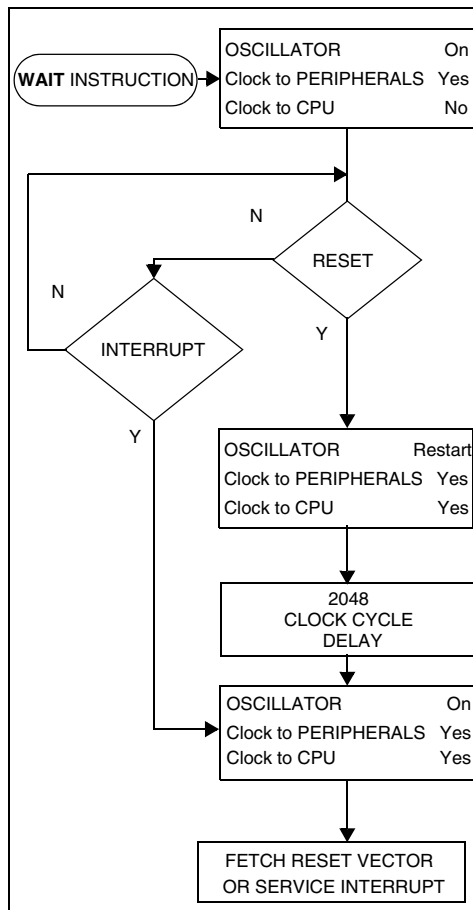 WAIT INSTRUCTION
OSCILLATOR On
Clock to PERIPHERALS Yes
Clock to CPU No
N
RESET
N
INTERRUPT
Y
Y
OSCILLATOR Restart
Clock to PERIPHERALS Yes
Clock to CPU Yes
2048
CLOCK CYCLE
DELAY
OSCILLATOR On
Clock to PERIPHERALS Yes
Clock to CPU Yes
FETCH RESET VECTOR
OR SERVICE INTERRUPT